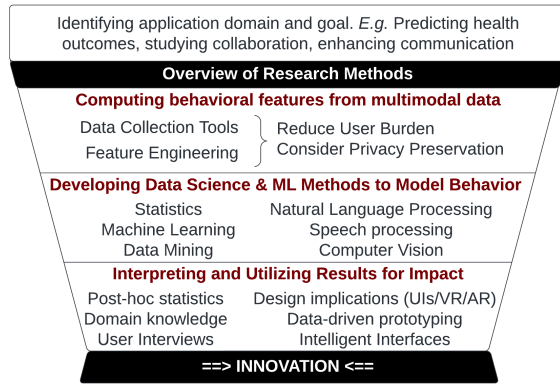 Identifying application domain and goal. E.g. Predicting health
outcomes, studying collaboration, enhancing communication
Overview of Research Methods
Computing behavioral features from multimodal data
Data Collection Tools
Feature Engineering
Reduce User Burden
Consider Privacy Preservation
Developing Data Science & ML Methods to Model Behavior
Statistics
Machine Learning
Data Mining
Natural Language Processing
Speech processing
Computer Vision
Interpreting and Utilizing Results for Impact
Post-hoc statistics
Domain knowledge
User Interviews
Design implications (UIs/VR/AR)
Data-driven prototyping
Intelligent Interfaces
==> INNOVATION <==